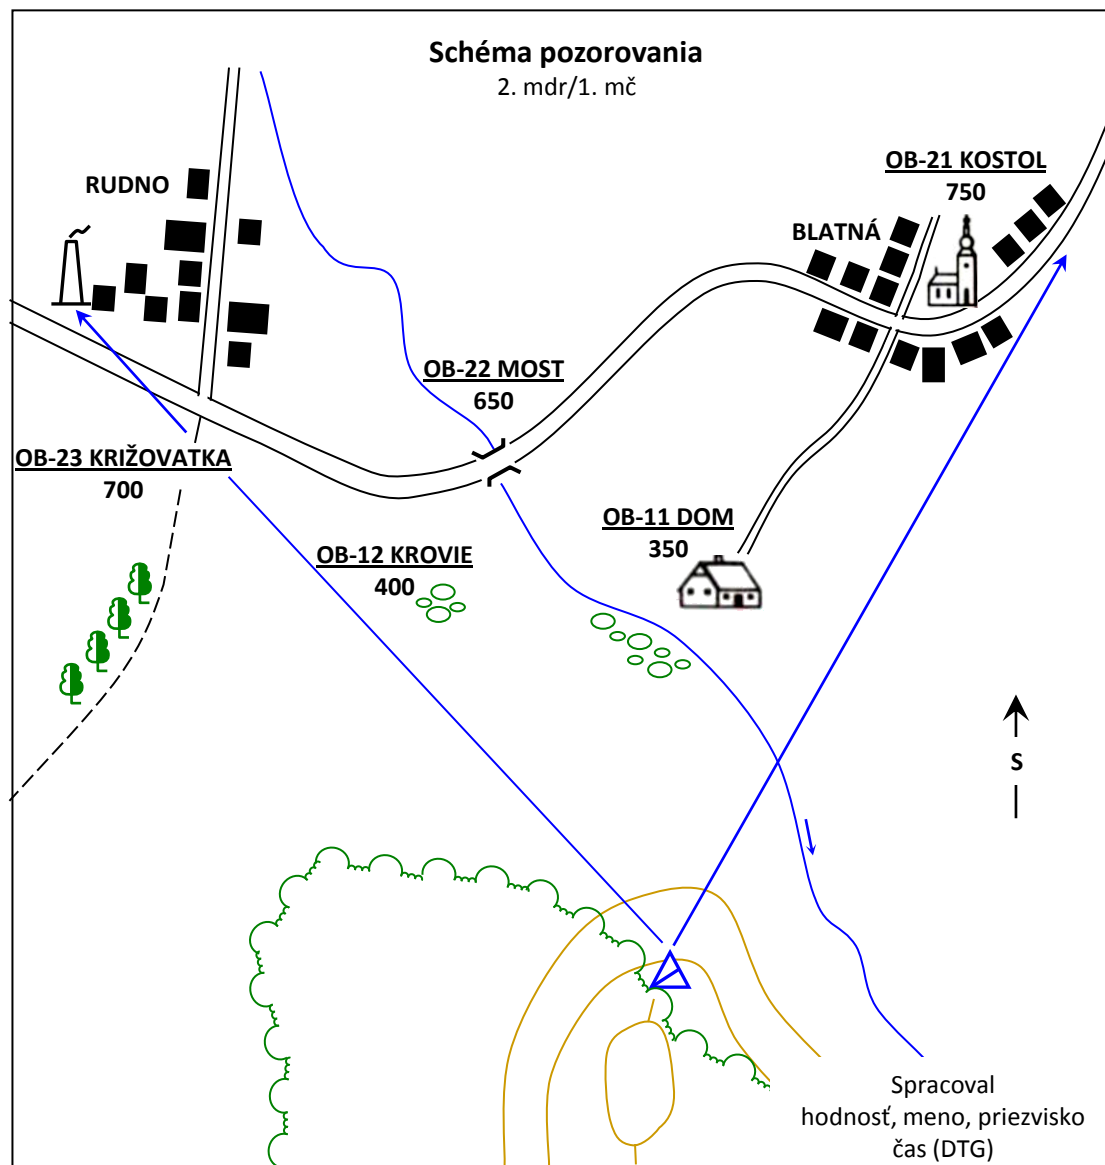 Schéma pozorovania
2. mdr/1. mč
OB-21 KOSTOL
750
RUDNO
BLATNÁ
OB-22 MOST
650
OB-23 KRIŽOVATKA
700
OB-11 DOM
350
OB-12 KROVIE
400
S
Spracoval
hodnosť, meno, priezvisko
čas (DTG)